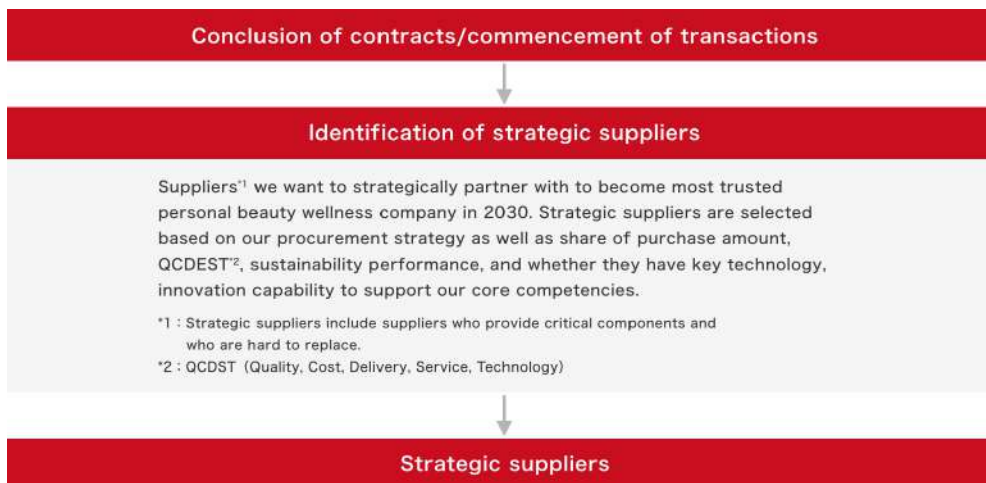 Conclusion of contracts/commencement of transactions
Identification of strategic suppliers
Suppliers*1 we want to strategically partner with to become most trusted
personal beauty wellness company in 2030. Strategic suppliers are selected
based on our procurement strategy as well as share of purchase amount,
QCDEST*2, sustainability performance, and whether they have key technology,
innovation capability to support our core competencies.
*1 : Strategic suppliers include suppliers who provide critical components and
who are hard to replace.
*2 : QCDST (Quality, Cost, Delivery, Service, Technology)
Strategic suppliers